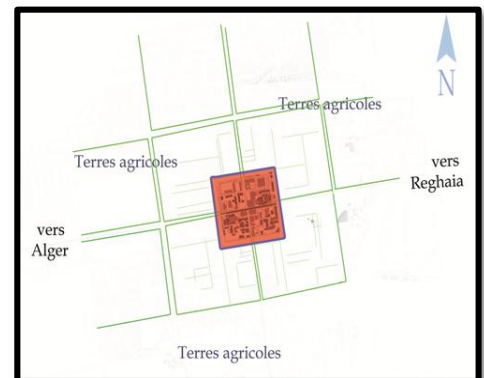 N
Terres agricoles
Terres agricoles
vers
Reghaia
vers
Alger
Terres agricoles